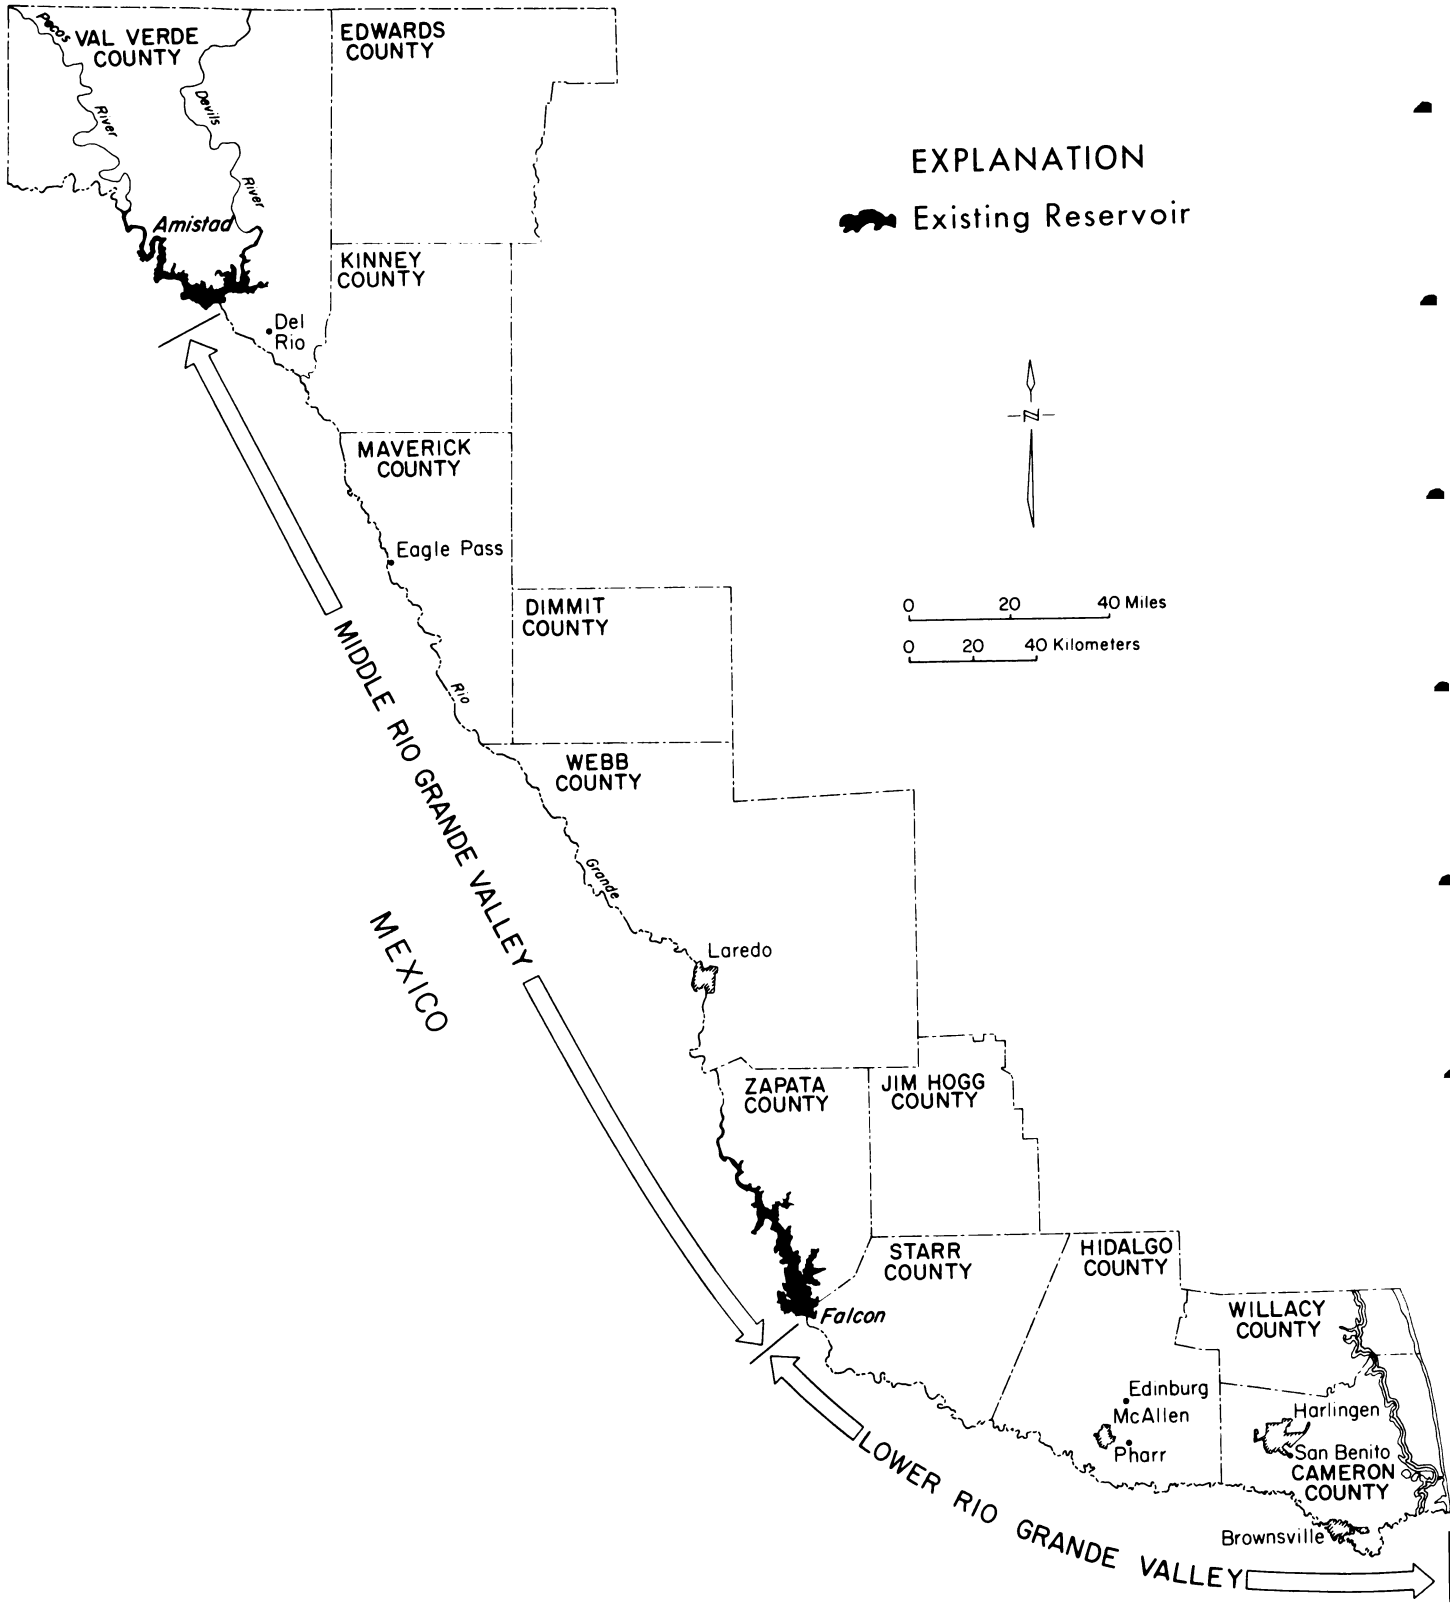 Pecos
VAL VERDE
COUNTY
EDWARDS
COUNTY
River
Devils
River
EXPLANATION
Existing Reservoir
Amistad
KINNEY
COUNTY
Del
Rio
N
MAVERICK
COUNTY
Eagle Pass
0 20 40 Miles
0 20 40 Kilometers
DIMMIT
COUNTY
MIDDLE RIO GRANDE VALLEY
Rio
WEBB
COUNTY
Grande
MEXICO
Laredo
ZAPATA
COUNTY
JIM HOGG
COUNTY
STARR
COUNTY
HIDALGO
COUNTY
Falcon
WILLACY
COUNTY
Edinburg
McAllen
Pharr
Harlingen
San Benito
CAMERON
COUNTY
Brownsville
LOWER RIO GRANDE VALLEY